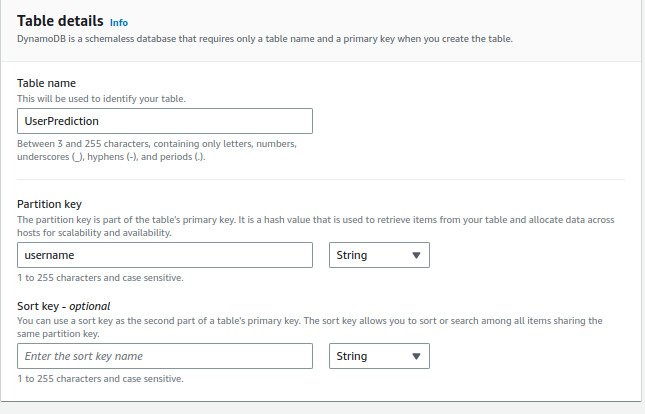 Table details Info
DynamoDB is a schemaless database that requires only a table name and a primary key when you create the table.
Table name
This will be used to identify your table.
UserPrediction
Between 3 and 255 characters, containing only letters, numbers,
underscores (_), hyphens (-), and periods (.).
Partition key
The partition key is part of the table's primary key. It is a hash value that is used to retrieve items from your table and allocate data across
hosts for scalability and availability.
username String
1 to 255 characters and case sensitive.
Sort key - optional
You can use a sort key as the second part of a table's primary key. The sort key allows you to sort or search among all items sharing the
same partition key.
Enter the sort key name String
1 to 255 characters and case sensitive.